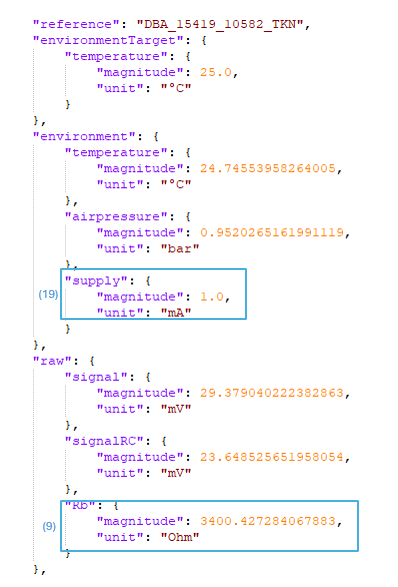 "reference": "DBA_15419_10582_TKN",
"environmentTarget": {
"temperature": {
"magnitude": 25.0,
"unit": "°C"
}
},
"environment": {
"temperature": {
"magnitude": 24.74553958264005,
"unit": "°C"
},
"airpressure": {
"magnitude": 0.9520265161991119,
"unit": "bar"
},
(19) "supply": {
"magnitude": 1.0,
"unit": "mA"
}
},
"raw": {
"signal": {
"magnitude": 29.379040222382863,
"unit": "mV"
},
"signalRC": {
"magnitude": 23.648525651958054,
"unit": "mV"
},
(9) "Rb": {
"magnitude": 3400.427284067883,
"unit": "Ohm"
}
},